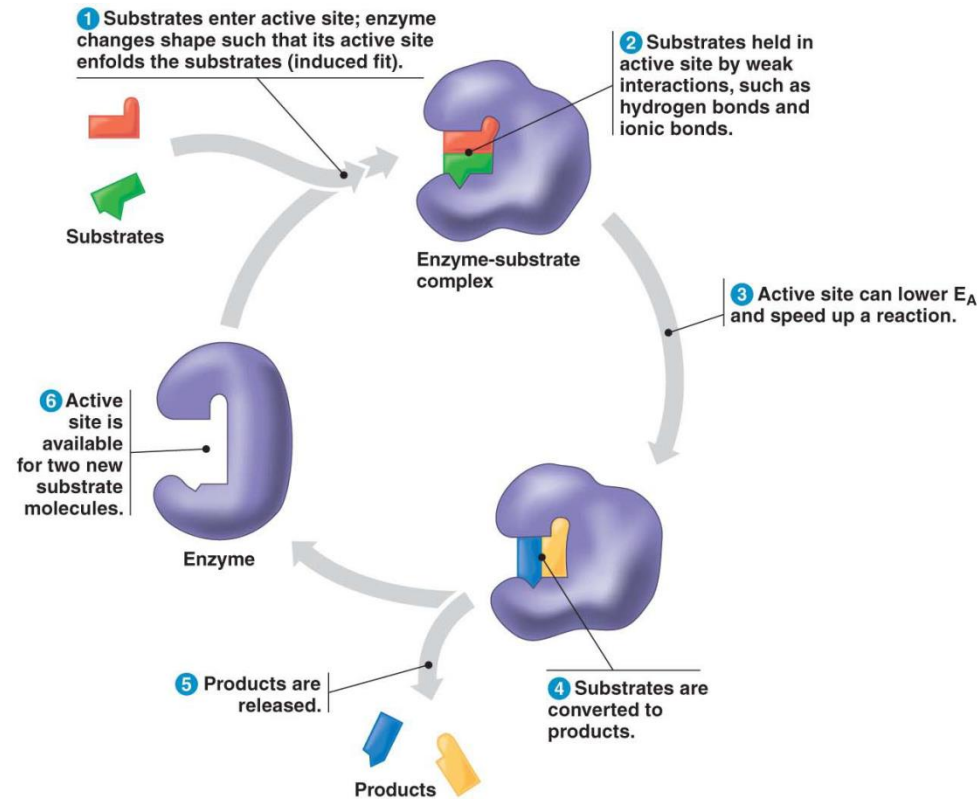 1 Substrates enter active site; enzyme
changes shape such that its active site
enfolds the substrates (induced fit).
2 Substrates held in
active site by weak
interactions, such as
hydrogen bonds and
ionic bonds.
Substrates
Enzyme-substrate
complex
3 Active site can lower EA
and speed up a reaction.
6 Active
site is
available
for two new
substrate
molecules.
Enzyme
5 Products are
released.
4 Substrates are
converted to
products.
Products